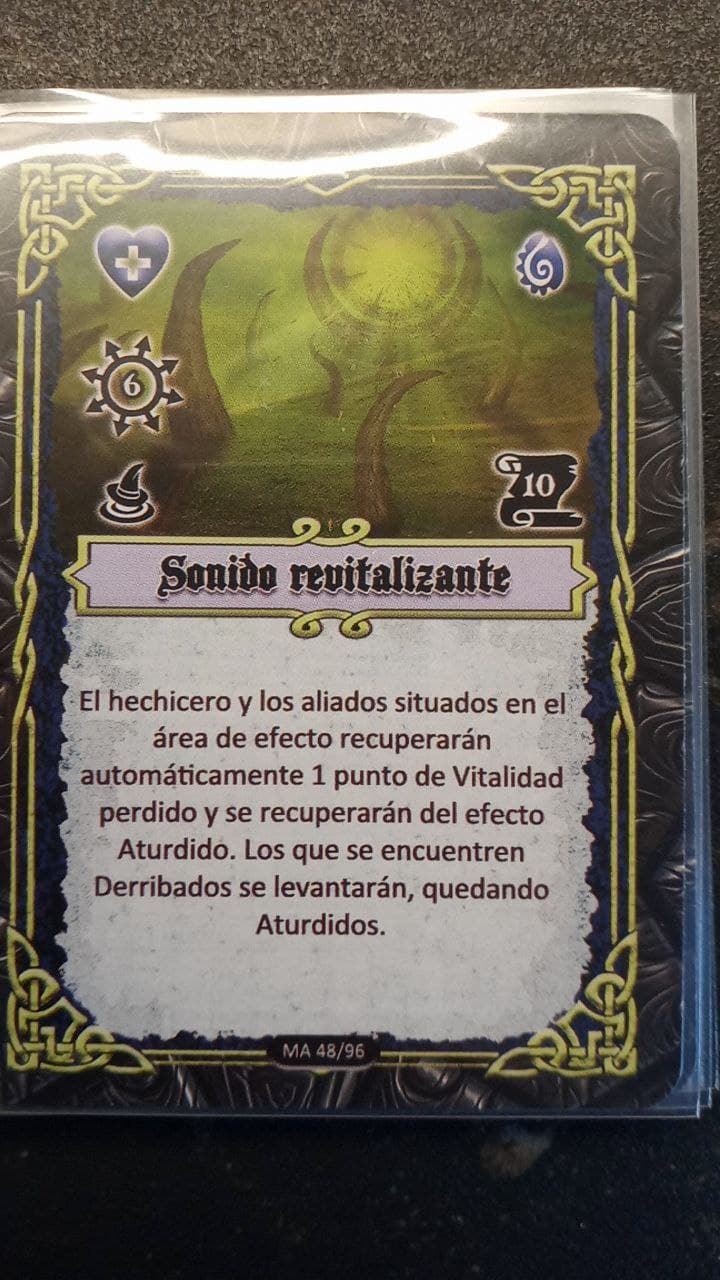 6
10
Sonido revitalizante
El hechicero y los aliados situados en el
área de efecto recuperarán
automáticamente 1 punto de Vitalidad
perdido y se recuperarán del efecto
Aturdido. Los que se encuentren
Derribados se levantarán, quedando
Aturdidos.
MA 48/96